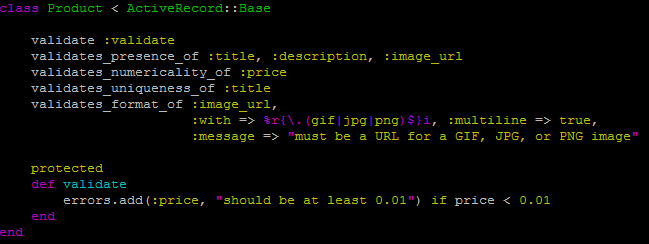 class Product < ActiveRecord::Base
validate :validate
validates_presence_of :title, :description, :image_url
validates_numericality_of :price
validates_uniqueness_of :title
validates_format_of :image_url,
:with => %r{\.(gif|jpg|png)$}i, :multiline => true,
:message => "must be a URL for a GIF, JPG, or PNG image"
protected
def validate
errors.add(:price, "should be at least 0.01") if price < 0.01
end
end